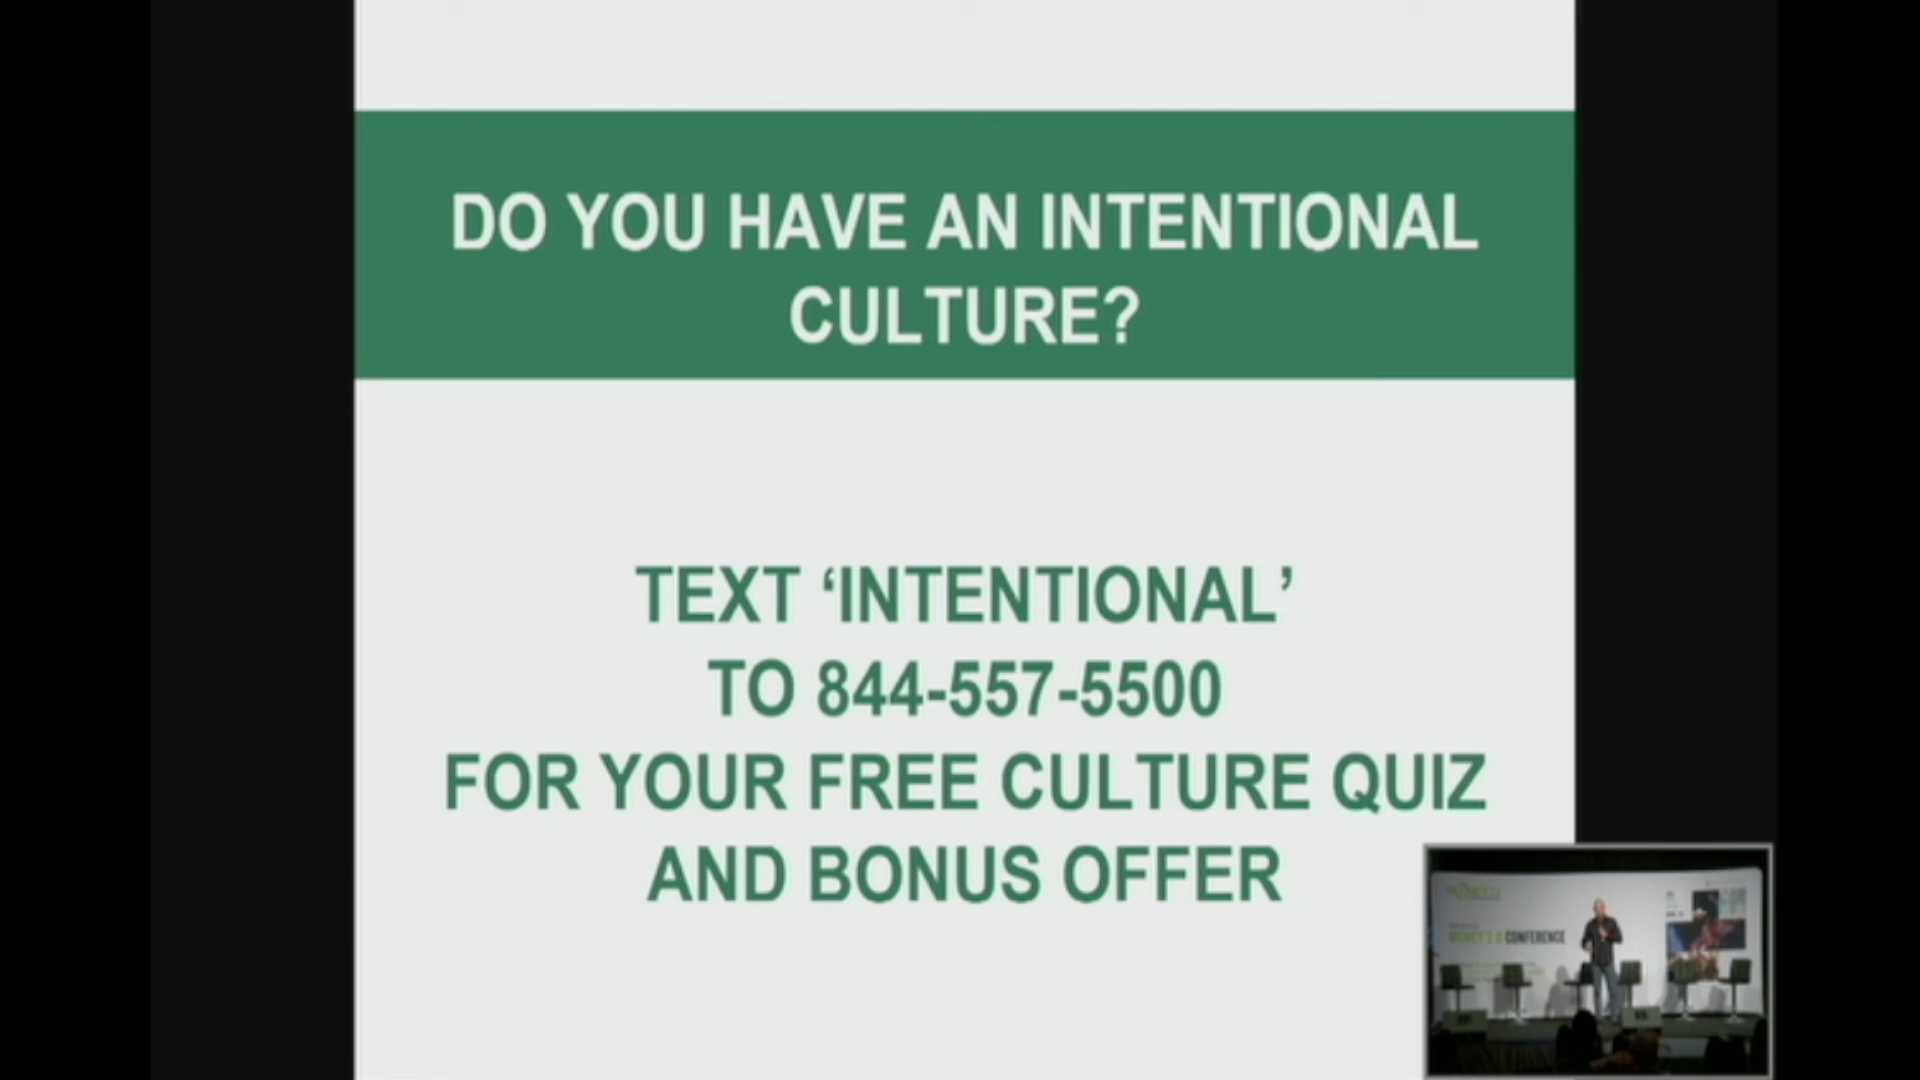 DO YOU HAVE AN INTENTIONAL
CULTURE?
TEXT ‘INTENTIONAL’
TO 844-557-5500
FOR YOUR FREE CULTURE QUIZ
AND BONUS OFFER
CONFERENCE